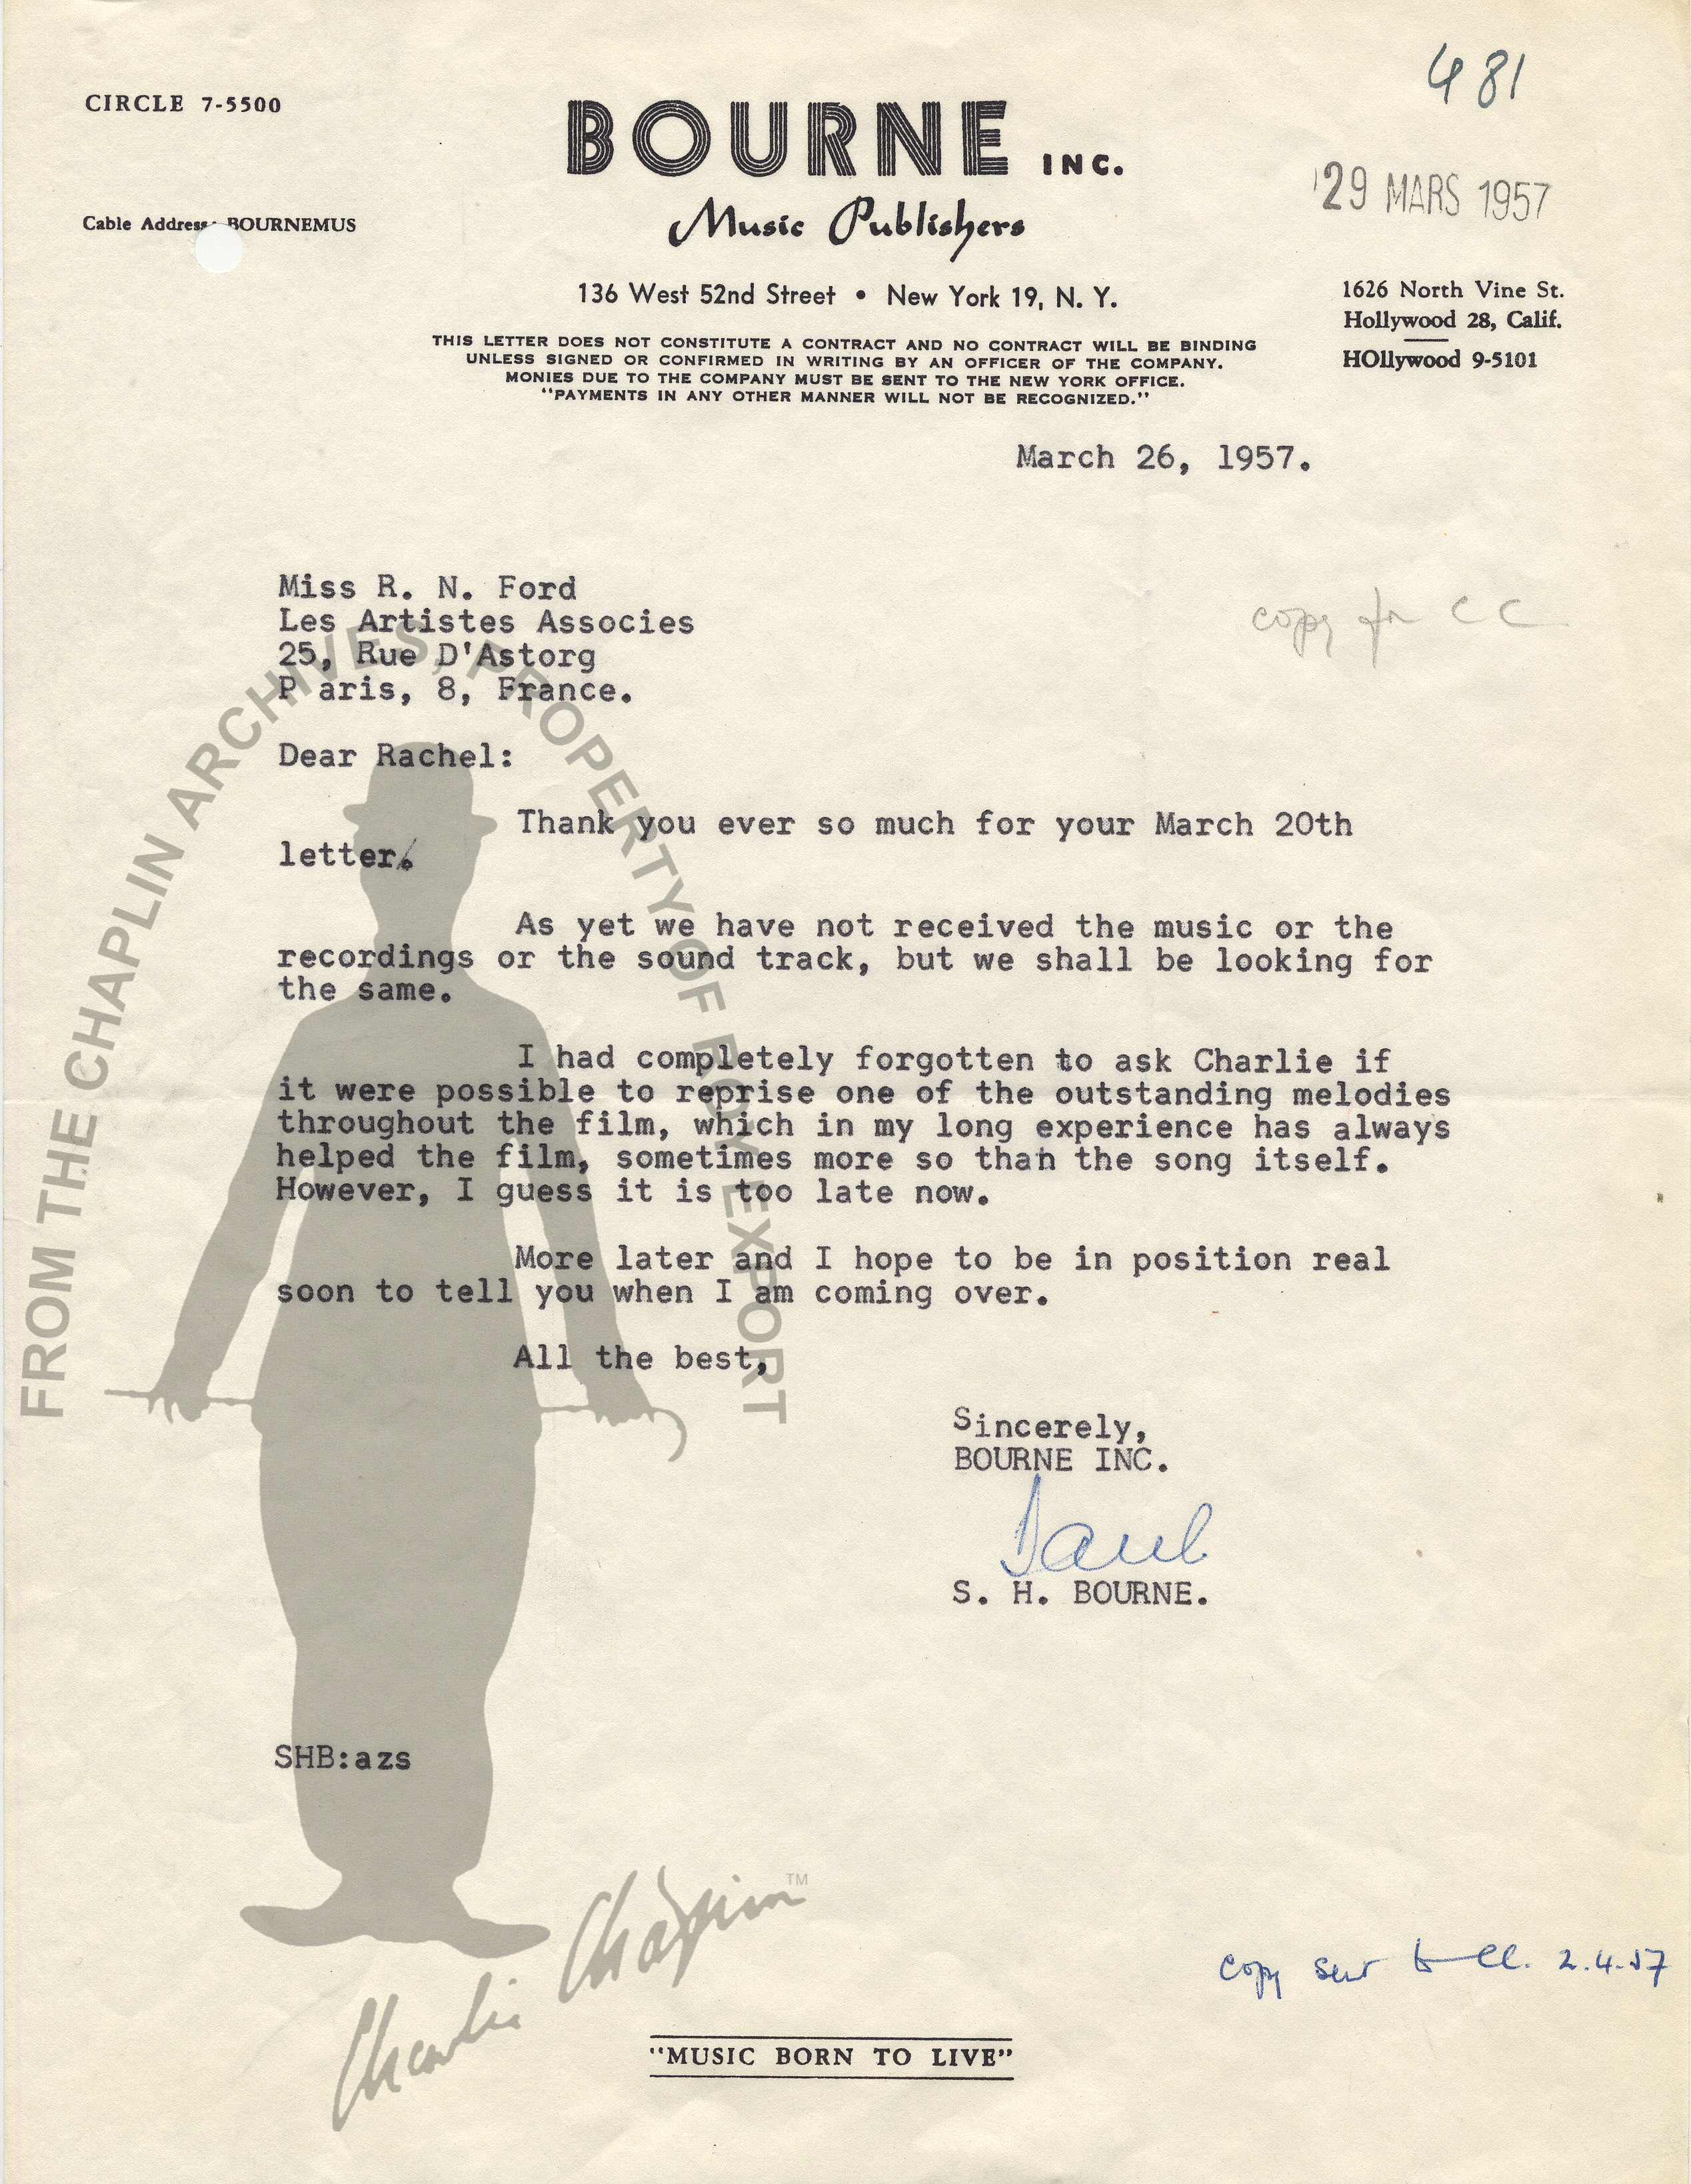 481
CIRCLE 7-5500
BOURNE INC.
29 MARS 1957
Music Publishers
Cable Address: BOURNEMUS
136 West 52nd Street • New York 19, N. Y.
1626 North Vine St.
Hollywood 28, Calif.
HOllywood 9-5101
THIS LETTER DOES NOT CONSTITUTE A CONTRACT AND NO CONTRACT WILL BE BINDING
UNLESS SIGNED OR CONFIRMED IN WRITING BY AN OFFICER OF THE COMPANY.
MONIES DUE TO THE COMPANY MUST BE SENT TO THE NEW YORK OFFICE.
"PAYMENTS IN ANY OTHER MANNER WILL NOT BE RECOGNIZED."
March 26, 1957.
Miss R. N. Ford
Les Artistes Associes
25, Rue D'Astorg
P aris, 8, France.
copy for CC
Dear Rachel:
Thank you ever so much for your March 20th
letter.
As yet we have not received the music or the
recordings or the sound track, but we shall be looking for
the same.
I had completely forgotten to ask Charlie if
it were possible to reprise one of the outstanding melodies
throughout the film, which in my long experience has always
helped the film, sometimes more so than the song itself.
However, I guess it is too late now.
More later and I hope to be in position real
soon to tell you when I am coming over.
All the best,
Sincerely,
BOURNE INC.
S. H. BOURNE.
SHB:azs
copy sent to CC. 2.4.57
"MUSIC BORN TO LIVE"
FROM THE CHAPLIN ARCHIVES, PROPERTY OF ROY EXPORT
Charlie Chaplin™